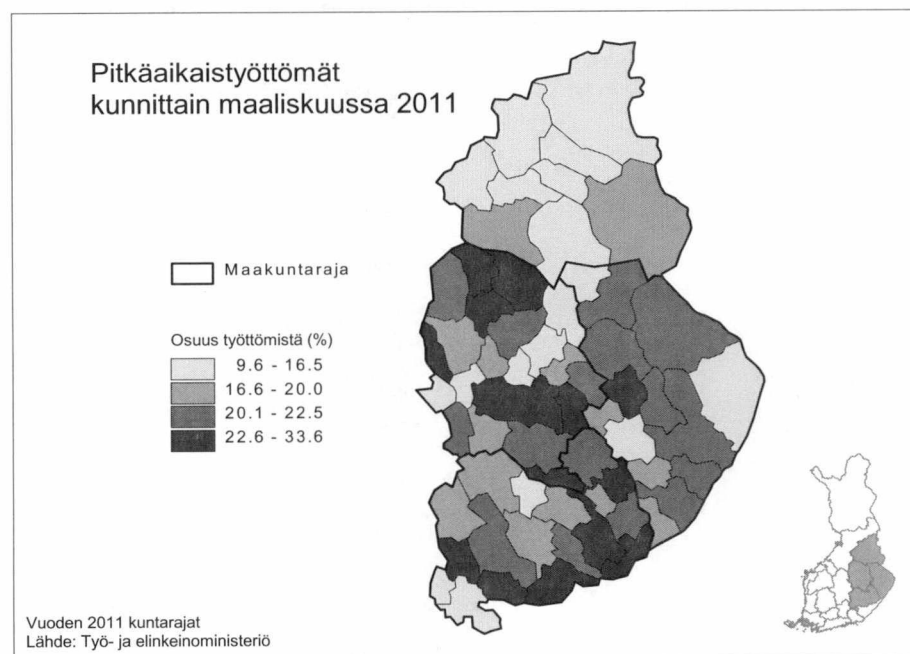 Pitkäaikaistyöttömät
kunnittain maaliskuussa 2011
Maakuntaraja
Osuus työttömistä (%)
9.6 - 16.5
16.6 - 20.0
20.1 - 22.5
22.6 - 33.6
Vuoden 2011 kuntarajat
Lähde: Työ- ja elinkeinoministeriö